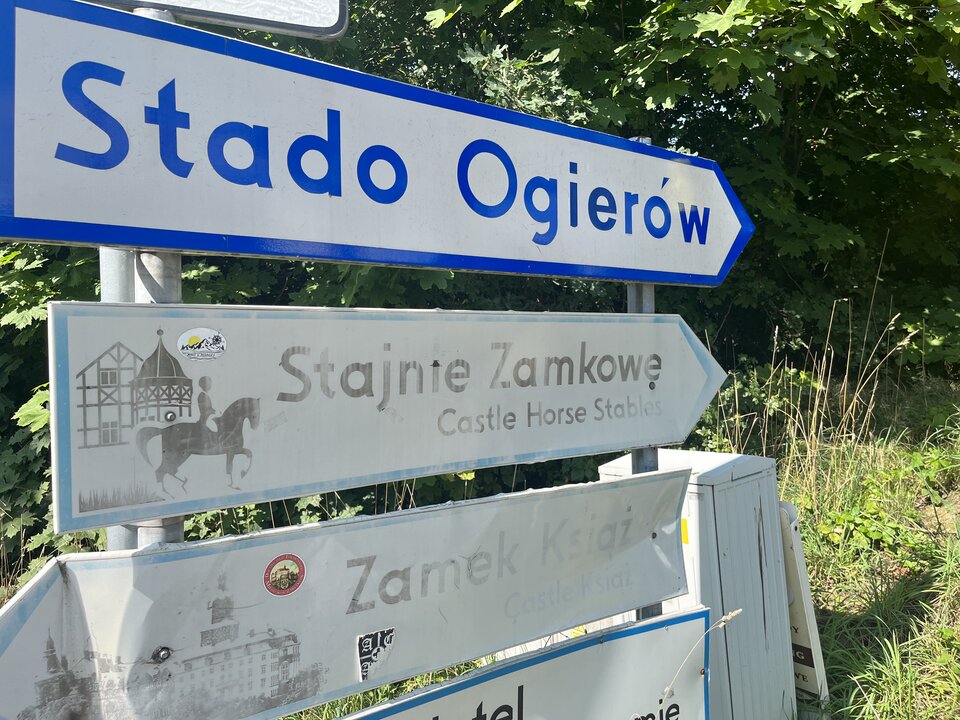 Stado Ogierów
Stajnie Zamkowe
Castle Horse Stables
Zamek Książ
Castle Książ